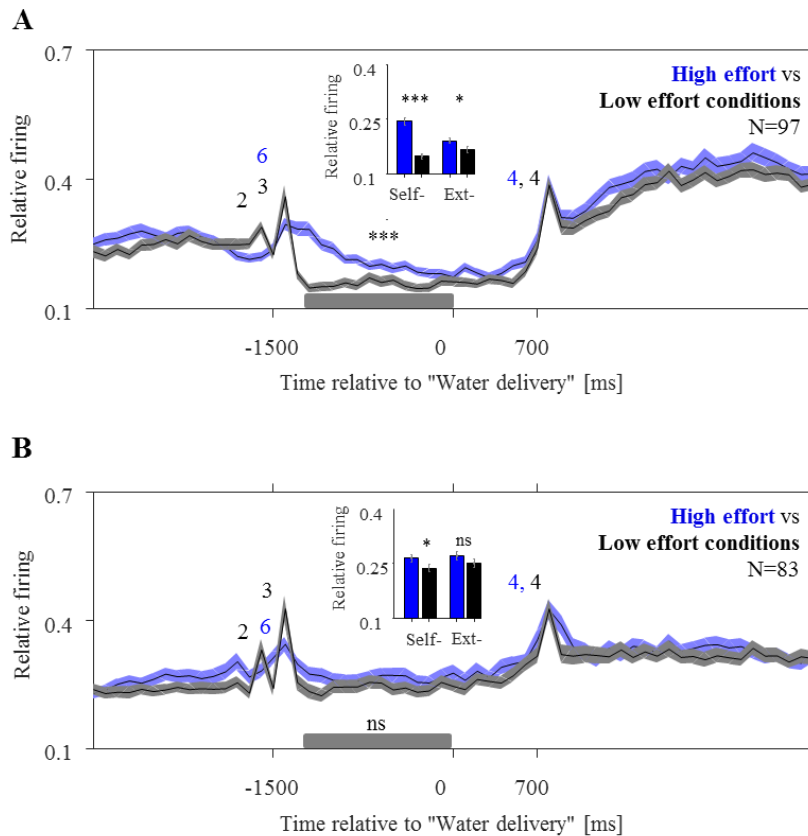 A
0.7
0.4
0.1
Relative firing
High effort vs
Low effort conditions
N=97
0.4
0.25
0.1
Relative firing
*** *
Self- Ext-
6
2 3
***
4, 4
-1500 0 700
Time relative to "Water delivery" [ms]
B
0.7
0.4
0.1
Relative firing
High effort vs
Low effort conditions
N=83
0.4
0.25
0.1
Relative firing
* ns
Self- Ext-
3
2 6
4, 4
ns
-1500 0 700
Time relative to "Water delivery" [ms]